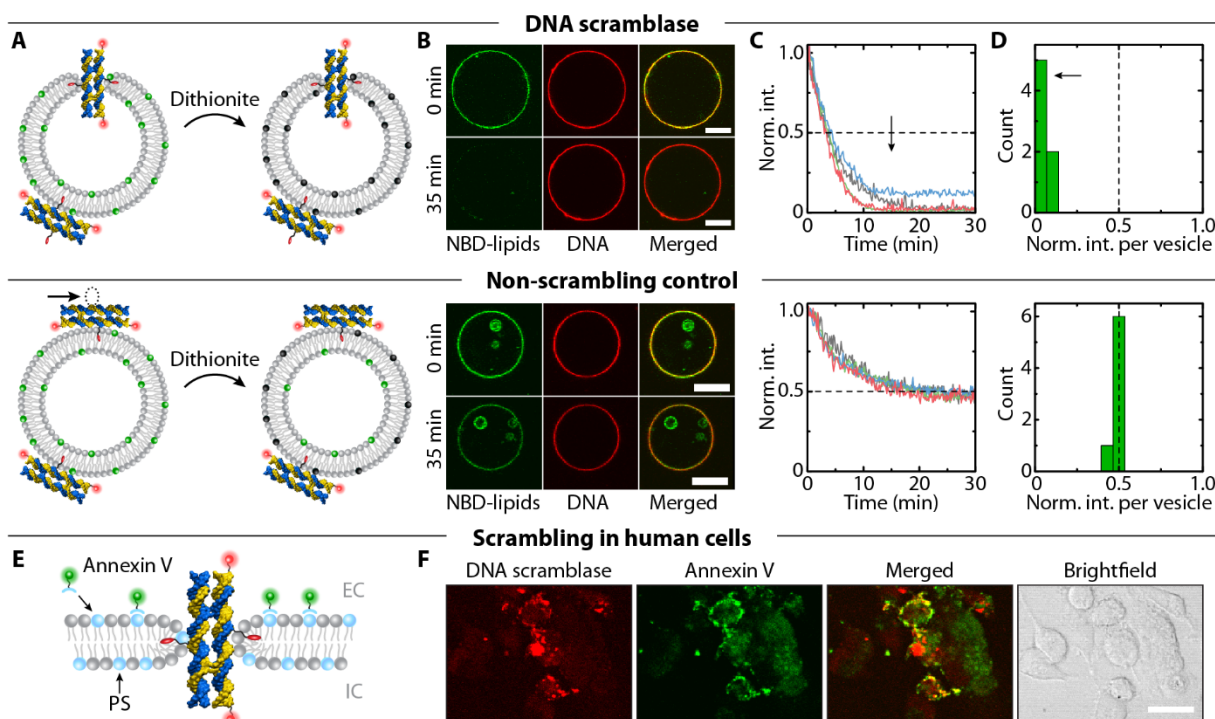 DNA scramblase
A
Dithionite
B
0 min
35 min
NBD-lipids DNA Merged
C
Norm. int.
1.0
0.5
0
0 10 20 30
Time (min)
D
Count
4
2
0
0 0.5 1.0
Norm. int. per vesicle
Non-scrambling control
Dithionite
0 min
35 min
NBD-lipids DNA Merged
Norm. int.
1.0
0.5
0
0 10 20 30
Time (min)
Count
6
4
2
0
0 0.5 1.0
Norm. int. per vesicle
Scrambling in human cells
E
Annexin V
EC
PS
IC
F
DNA scramblase Annexin V Merged Brightfield